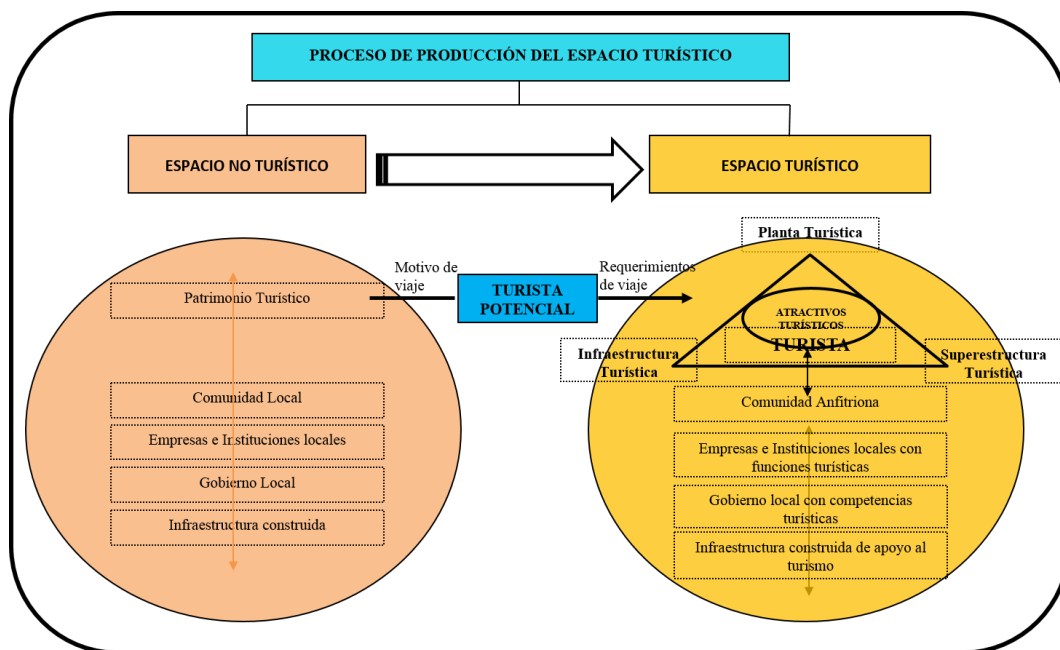 PROCESO DE PRODUCCIÓN DEL ESPACIO TURÍSTICO
ESPACIO NO TURÍSTICO
ESPACIO TURÍSTICO
Patrimonio Turístico
Comunidad Local
Empresas e Instituciones locales
Gobierno Local
Infraestructura construida
Motivo de
viaje
TURISTA
POTENCIAL
Requerimientos
de viaje
Planta Turística
ATRACTIVOS
TURÍSTICOS
TURISTA
Infraestructura
Turística
Superestructura
Turística
Comunidad Anfitriona
Empresas e Instituciones locales con
funciones turísticas
Gobierno local con competencias
turísticas
Infraestructura construida de apoyo al
turismo